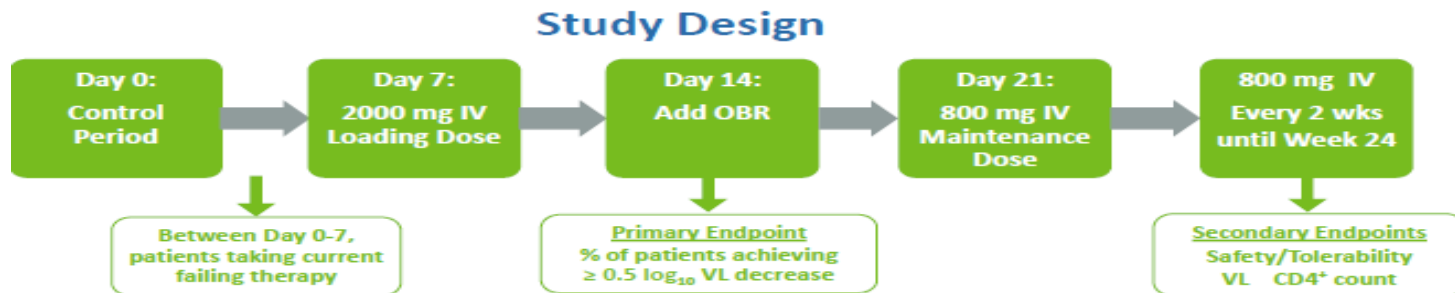 Study Design
Day 0:
Control
Period
Day 7:
2000 mg IV
Loading Dose
Day 14:
Add OBR
Day 21:
800 mg IV
Maintenance
Dose
800 mg IV
Every 2 wks
until Week 24
Between Day 0-7,
patients taking current
failing therapy
Primary Endpoint
% of patients achieving
≥ 0.5 log₁₀ VL decrease
Secondary Endpoints
Safety/Tolerability
VL CD4⁺ count